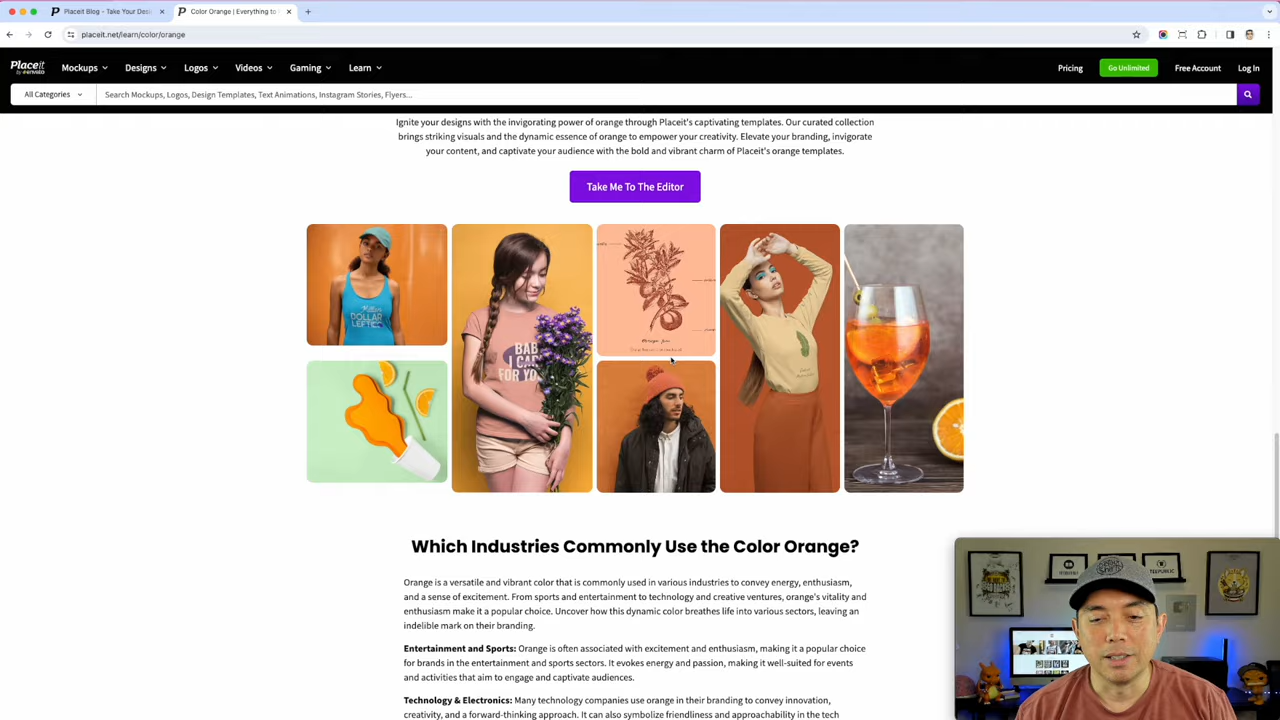 Placeit Blog - Take Your Desi
Color Orange | Everything to
placeit.net/learn/color/orange
Placeit
by envato
Mockups
Designs
Logos
Videos
Gaming
Learn
Pricing
Go Unlimited
Free Account
Log In
All Categories
Search Mockups, Logos, Design Templates, Text Animations, Instagram Stories, Flyers...
Ignite your designs with the invigorating power of orange through Placeit's captivating templates. Our curated collection
brings striking visuals and the dynamic essence of orange to empower your creativity. Elevate your branding, invigorate
your content, and captivate your audience with the bold and vibrant charm of Placeit's orange templates.
Take Me To The Editor
DOLLAR
LEFT
BAB
I CA
FOR YO
Which Industries Commonly Use the Color Orange?
Orange is a versatile and vibrant color that is commonly used in various industries to convey energy, enthusiasm,
and a sense of excitement. From sports and entertainment to technology and creative ventures, orange's vitality and
enthusiasm make it a popular choice. Uncover how this dynamic color breathes life into various sectors, leaving an
indelible mark on their branding.
Entertainment and Sports: Orange is often associated with excitement and enthusiasm, making it a popular choice
for brands in the entertainment and sports sectors. It evokes energy and passion, making it well-suited for events
and activities that aim to engage and captivate audiences.
Technology & Electronics: Many technology companies use orange in their branding to convey innovation,
creativity, and a forward-thinking approach. It can also symbolize friendliness and approachability in the tech